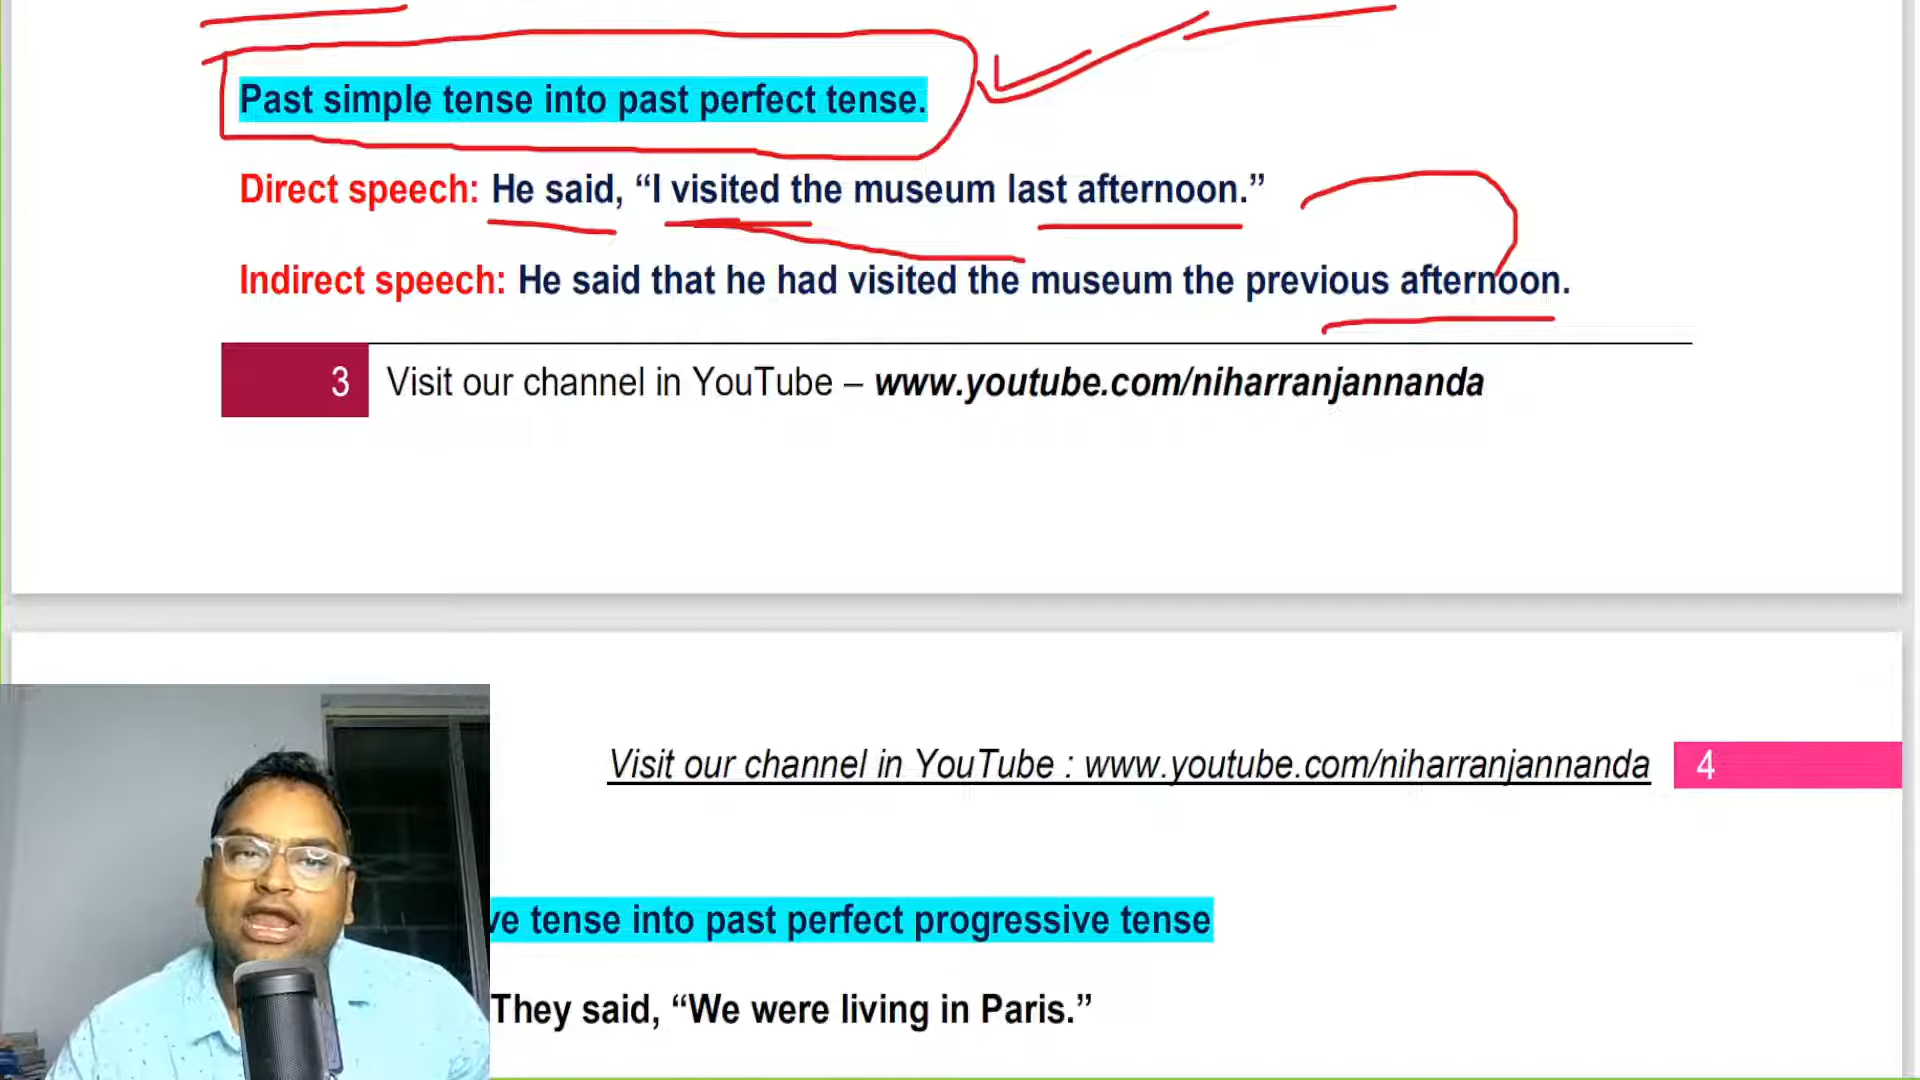 Past simple tense into past perfect tense.
Direct speech: He said, “I visited the museum last afternoon.”
Indirect speech: He said that he had visited the museum the previous afternoon.
3 Visit our channel in YouTube – www.youtube.com/niharranjannanda
Visit our channel in YouTube : www.youtube.com/niharranjannanda 4
tense into past perfect progressive tense
They said, “We were living in Paris.”